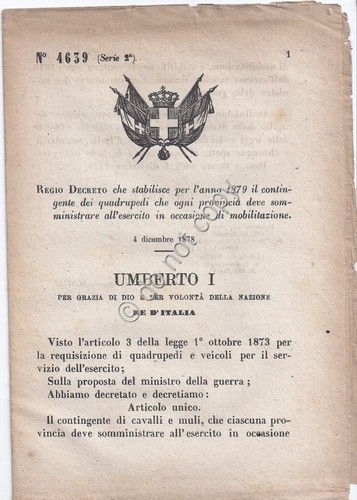 N° 4639 (Serie 2ª). 1
REGIO DECRETO che stabilisce per l'anno 1879 il contin-
gente dei quadrupedi che ogni provincia deve som-
ministrare all'esercito in occasione di mobilitazione.
4 dicembre 1878
UMBERTO I
PER GRAZIA DI DIO E PER VOLONTÀ DELLA NAZIONE
RE D'ITALIA
Visto l'articolo 3 della legge 1° ottobre 1873 per
la requisizione di quadrupedi e veicoli per il ser-
vizio dell'esercito;
Sulla proposta del ministro della guerra;
Abbiamo decretato e decretiamo:
Articolo unico.
Il contingente di cavalli e muli, che ciascuna pro-
vincia deve somministrare all'esercito in occasione
do not copy